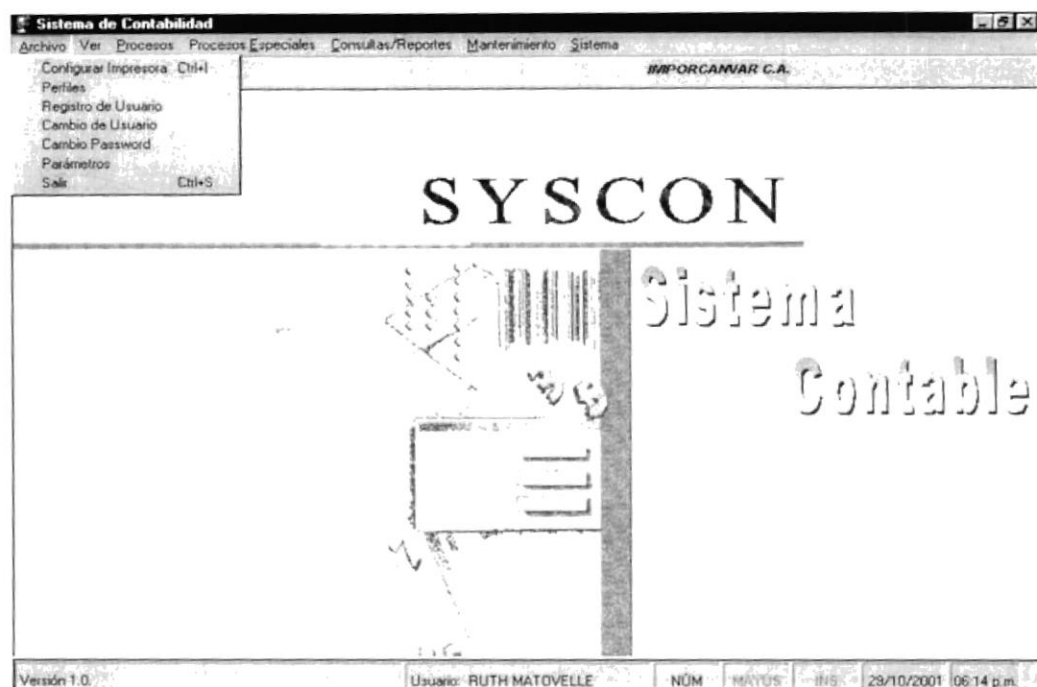 Sistema de Contabilidad
Archivo Ver Procesos Procesos Especiales Consultas/Reportes Mantenimiento Sistema
Configurar Impresora Ctrl+I
IMPORCANVAR C.A.
Perfiles
Registro de Usuario
Cambio de Usuario
Cambio Password
Parámetros
Salir Ctrl+S
SYSCON
Sistema
Contable
Versión 1.0. Usuario: RUTH MATOVELLE NÚM MAYÚS INS 29/10/2001 06:14 p.m.